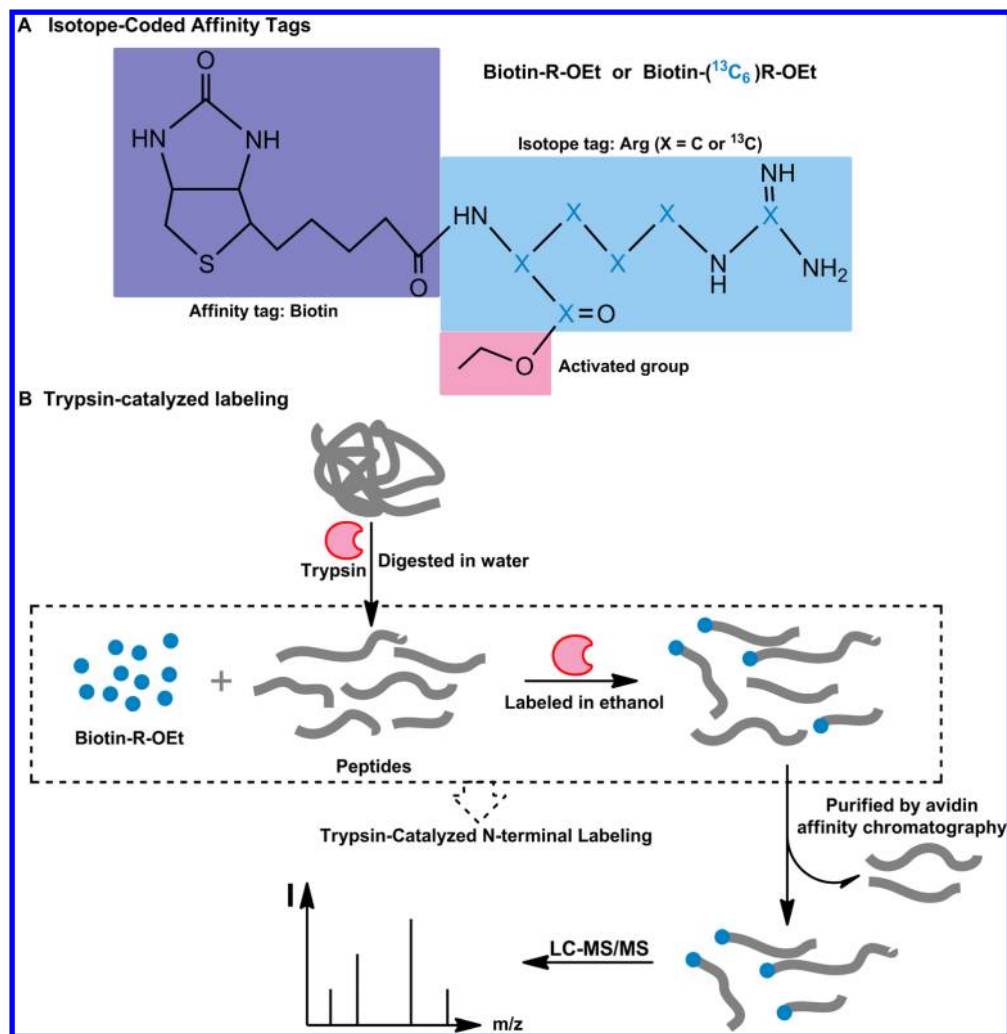 A Isotope-Coded Affinity Tags
Biotin-R-OEt or Biotin-(¹³C₆)R-OEt
Isotope tag: Arg (X = C or ¹³C)
O
HN
NH
S
O
HN
X
X
X
X
X
N
H
X
NH
NH₂
X=O
O
Affinity tag: Biotin
Activated group
B Trypsin-catalyzed labeling
Trypsin
Digested in water
Biotin-R-OEt
+
Peptides
Labeled in ethanol
Trypsin-Catalyzed N-terminal Labeling
Purified by avidin
affinity chromatography
I
m/z
LC-MS/MS